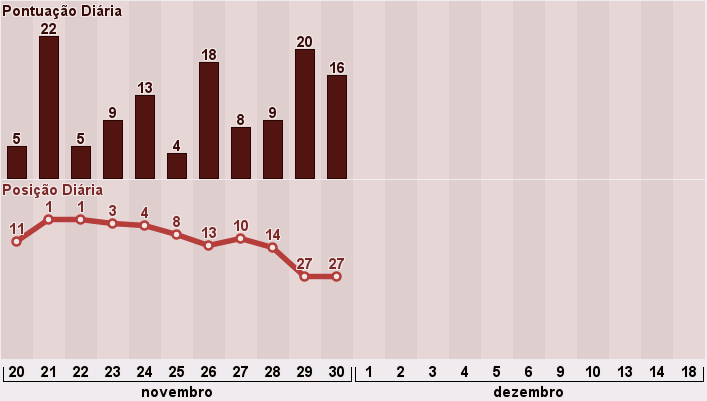 Pontuação Diária
5 22 5 9 13 4 18 8 9 20 16
Posição Diária
11 1 1 3 4 8 13 10 14 27 27
20 21 22 23 24 25 26 27 28 29 30 1 2 3 4 5 6 9 10 13 14 18
novembro dezembro